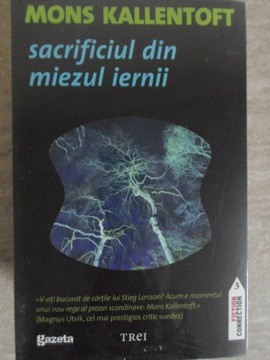 MONS KALLENTOFT
sacrificiul din
miezul iernii
«V-ați bucurat de cărțile lui Stieg Larsson? Acum e momentul
unui nou rege al prozei scandinave: Mons Kallentoft.»
(Magnus Utvik, cel mai prestigios critic suedez)
gazeta
TREI
3
FICTION
CONNECTION